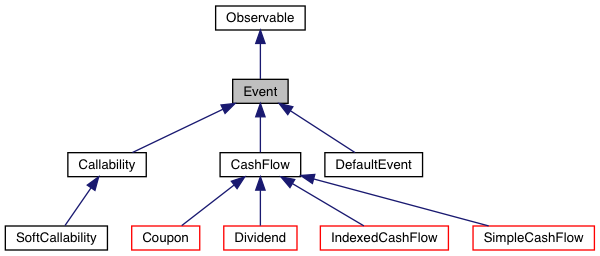 Observable
Event
Callability
CashFlow
DefaultEvent
SoftCallability
Coupon
Dividend
IndexedCashFlow
SimpleCashFlow